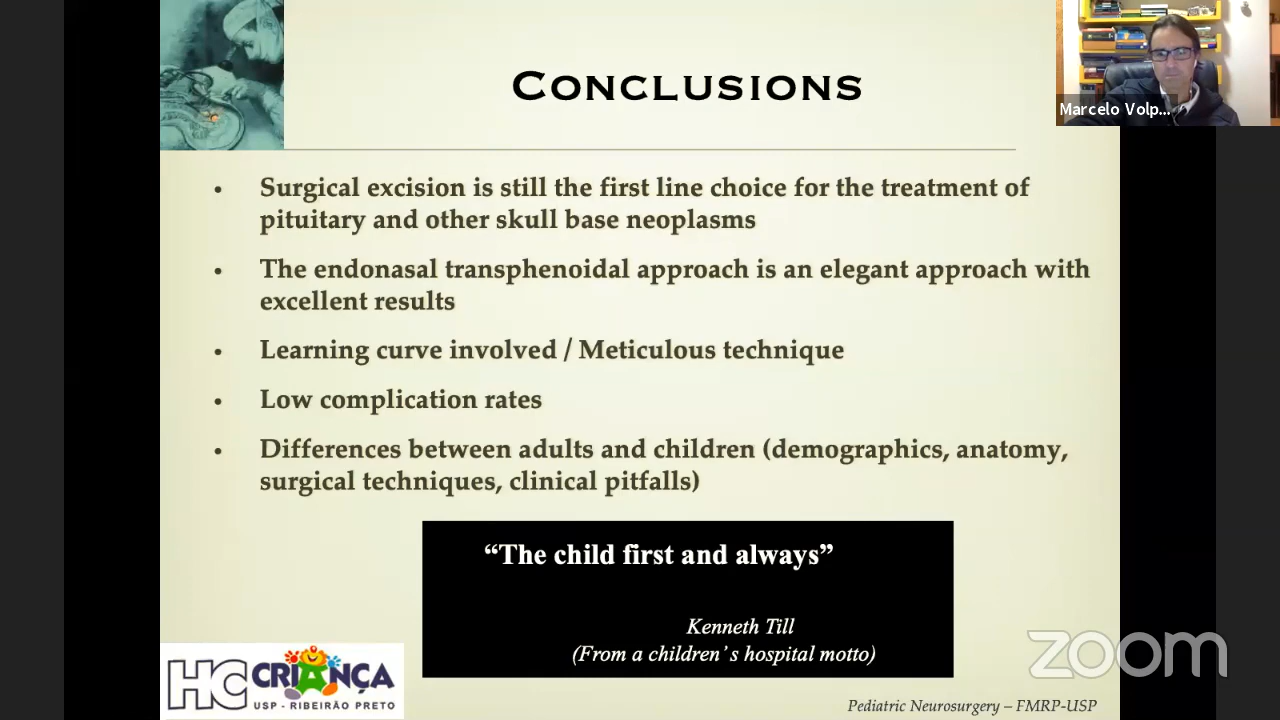 CONCLUSIONS
Marcelo Volp...
• Surgical excision is still the first line choice for the treatment of
pituitary and other skull base neoplasms
• The endonasal transphenoidal approach is an elegant approach with
excellent results
• Learning curve involved / Meticulous technique
• Low complication rates
• Differences between adults and children (demographics, anatomy,
surgical techniques, clinical pitfalls)
“The child first and always”
Kenneth Till
(From a children’s hospital motto)
HC CRIANÇA
USP - RIBEIRÃO PRETO
zoom
Pediatric Neurosurgery – FMRP-USP